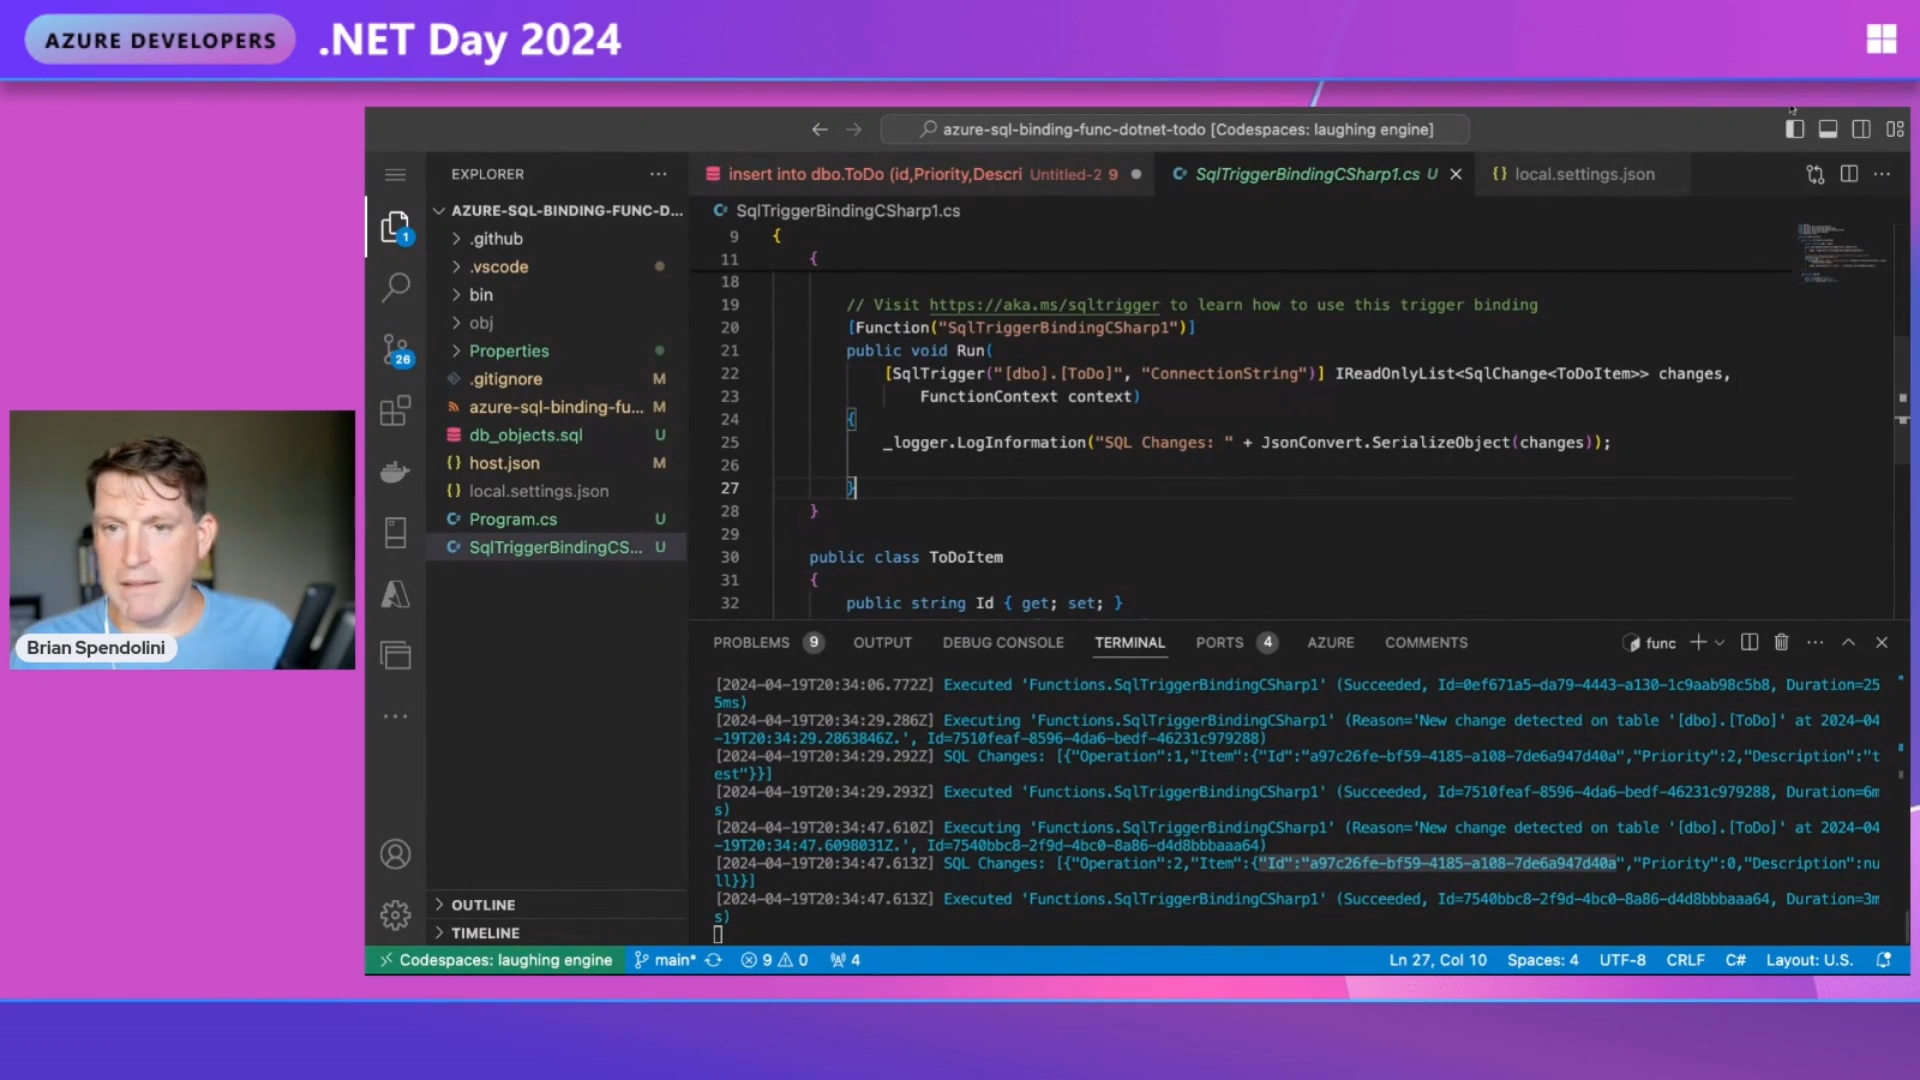 AZURE DEVELOPERS .NET Day 2024
azure-sql-binding-func-dotnet-todo [Codespaces: laughing engine]
EXPLORER
insert into dbo.ToDo (id,Priority,Descri Untitled-2 9
SqlTriggerBindingCSharp1.cs U
local.settings.json
AZURE-SQL-BINDING-FUNC-D...
.github
.vscode
bin
obj
Properties
.gitignore M
azure-sql-binding-fu... M
db_objects.sql U
host.json M
local.settings.json
Program.cs U
SqlTriggerBindingCS... U
OUTLINE
TIMELINE
1
26
SqlTriggerBindingCSharp1.cs
9 {
11 {
18
19 // Visit https://aka.ms/sqltrigger to learn how to use this trigger binding
20 [Function("SqlTriggerBindingCSharp1")]
21 public void Run(
22 [SqlTrigger("[dbo].[ToDo]", "ConnectionString")] IReadOnlyList<SqlChange<ToDoItem>> changes,
23 FunctionContext context)
24 {
25 _logger.LogInformation("SQL Changes: " + JsonConvert.SerializeObject(changes));
26
27 }
28 }
29
30 public class ToDoItem
31 {
32 public string Id { get; set; }
PROBLEMS 9 OUTPUT DEBUG CONSOLE TERMINAL PORTS 4 AZURE COMMENTS func
[2024-04-19T20:34:06.772Z] Executed 'Functions.SqlTriggerBindingCSharp1' (Succeeded, Id=0ef671a5-da79-4443-a130-1c9aab98c5b8, Duration=25
5ms)
[2024-04-19T20:34:29.286Z] Executing 'Functions.SqlTriggerBindingCSharp1' (Reason='New change detected on table '[dbo].[ToDo]' at 2024-04
-19T20:34:29.2863846Z.', Id=7510feaf-8596-4da6-bedf-46231c979288)
[2024-04-19T20:34:29.292Z] SQL Changes: [{"Operation":1,"Item":{"Id":"a97c26fe-bf59-4185-a108-7de6a947d40a","Priority":2,"Description":"t
est"}}]
[2024-04-19T20:34:29.293Z] Executed 'Functions.SqlTriggerBindingCSharp1' (Succeeded, Id=7510feaf-8596-4da6-bedf-46231c979288, Duration=6m
s)
[2024-04-19T20:34:47.610Z] Executing 'Functions.SqlTriggerBindingCSharp1' (Reason='New change detected on table '[dbo].[ToDo]' at 2024-04
-19T20:34:47.6098031Z.', Id=7540bbc8-2f9d-4bc0-8a86-d4d8bbbaaa64)
[2024-04-19T20:34:47.613Z] SQL Changes: [{"Operation":2,"Item":{"Id":"a97c26fe-bf59-4185-a108-7de6a947d40a","Priority":0,"Description":nu
ll}}]
[2024-04-19T20:34:47.613Z] Executed 'Functions.SqlTriggerBindingCSharp1' (Succeeded, Id=7540bbc8-2f9d-4bc0-8a86-d4d8bbbaaa64, Duration=3m
s)
Codespaces: laughing engine main* 9 0 4 Ln 27, Col 10 Spaces: 4 UTF-8 CRLF C# Layout: U.S.
Brian Spendolini